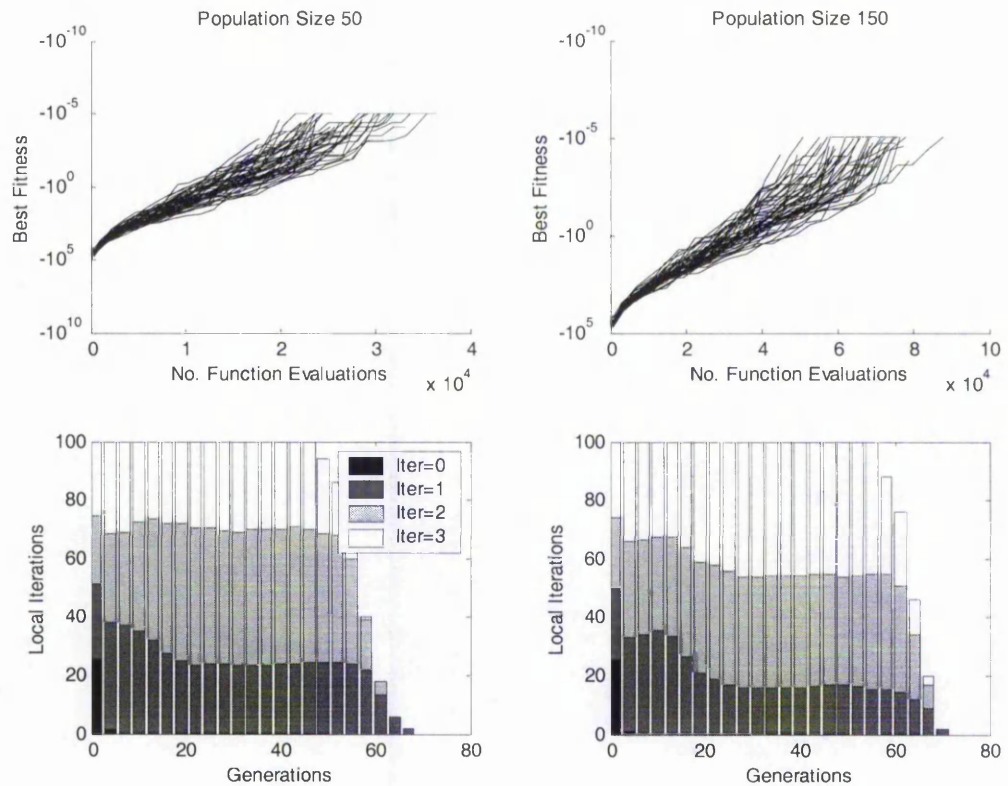 Population Size 50
Population Size 150
-10^-10
-10^-5
-10^0
-10^5
-10^10
Best Fitness
0 1 2 3 4
No. Function Evaluations
x 10^4
-10^-10
-10^-5
-10^0
-10^5
Best Fitness
0 2 4 6 8 10
No. Function Evaluations
x 10^4
100
80
60
40
20
0
Local Iterations
Iter=0
Iter=1
Iter=2
Iter=3
0 20 40 60 80
Generations
100
80
60
40
20
0
Local Iterations
0 20 40 60 80
Generations